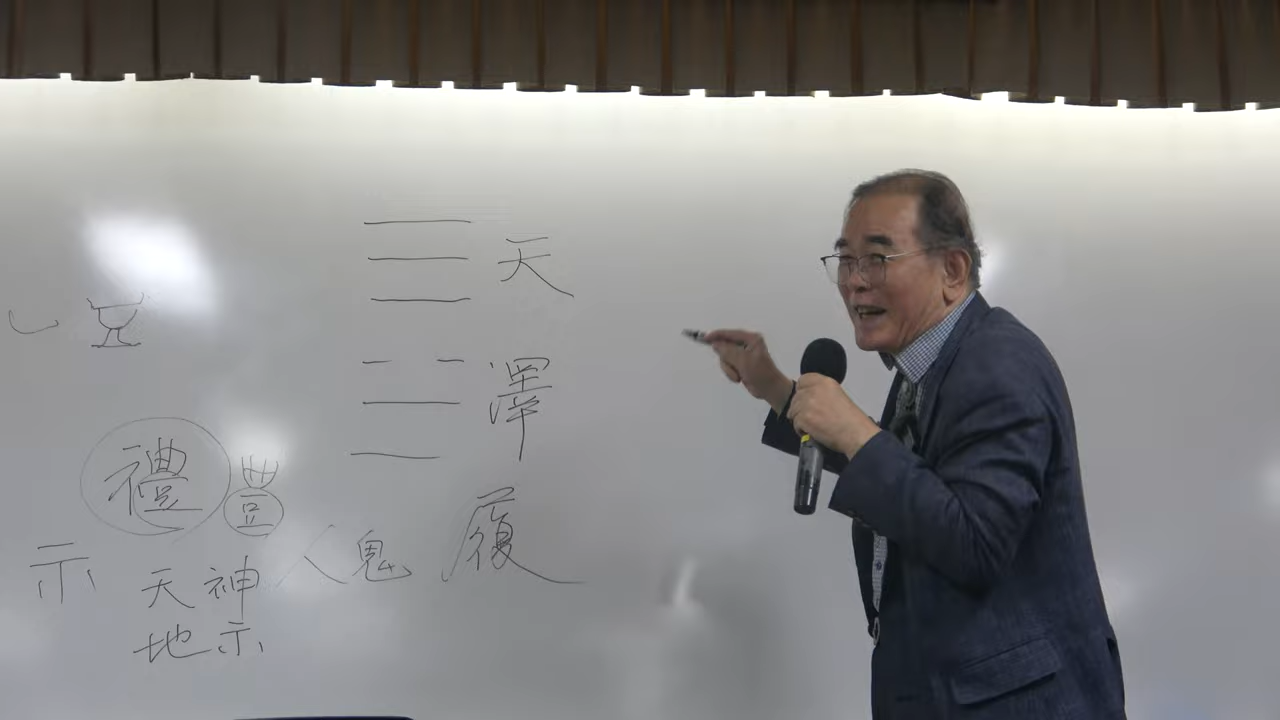 天
澤
履
禮
豊
豆
示
天神
地示
人鬼